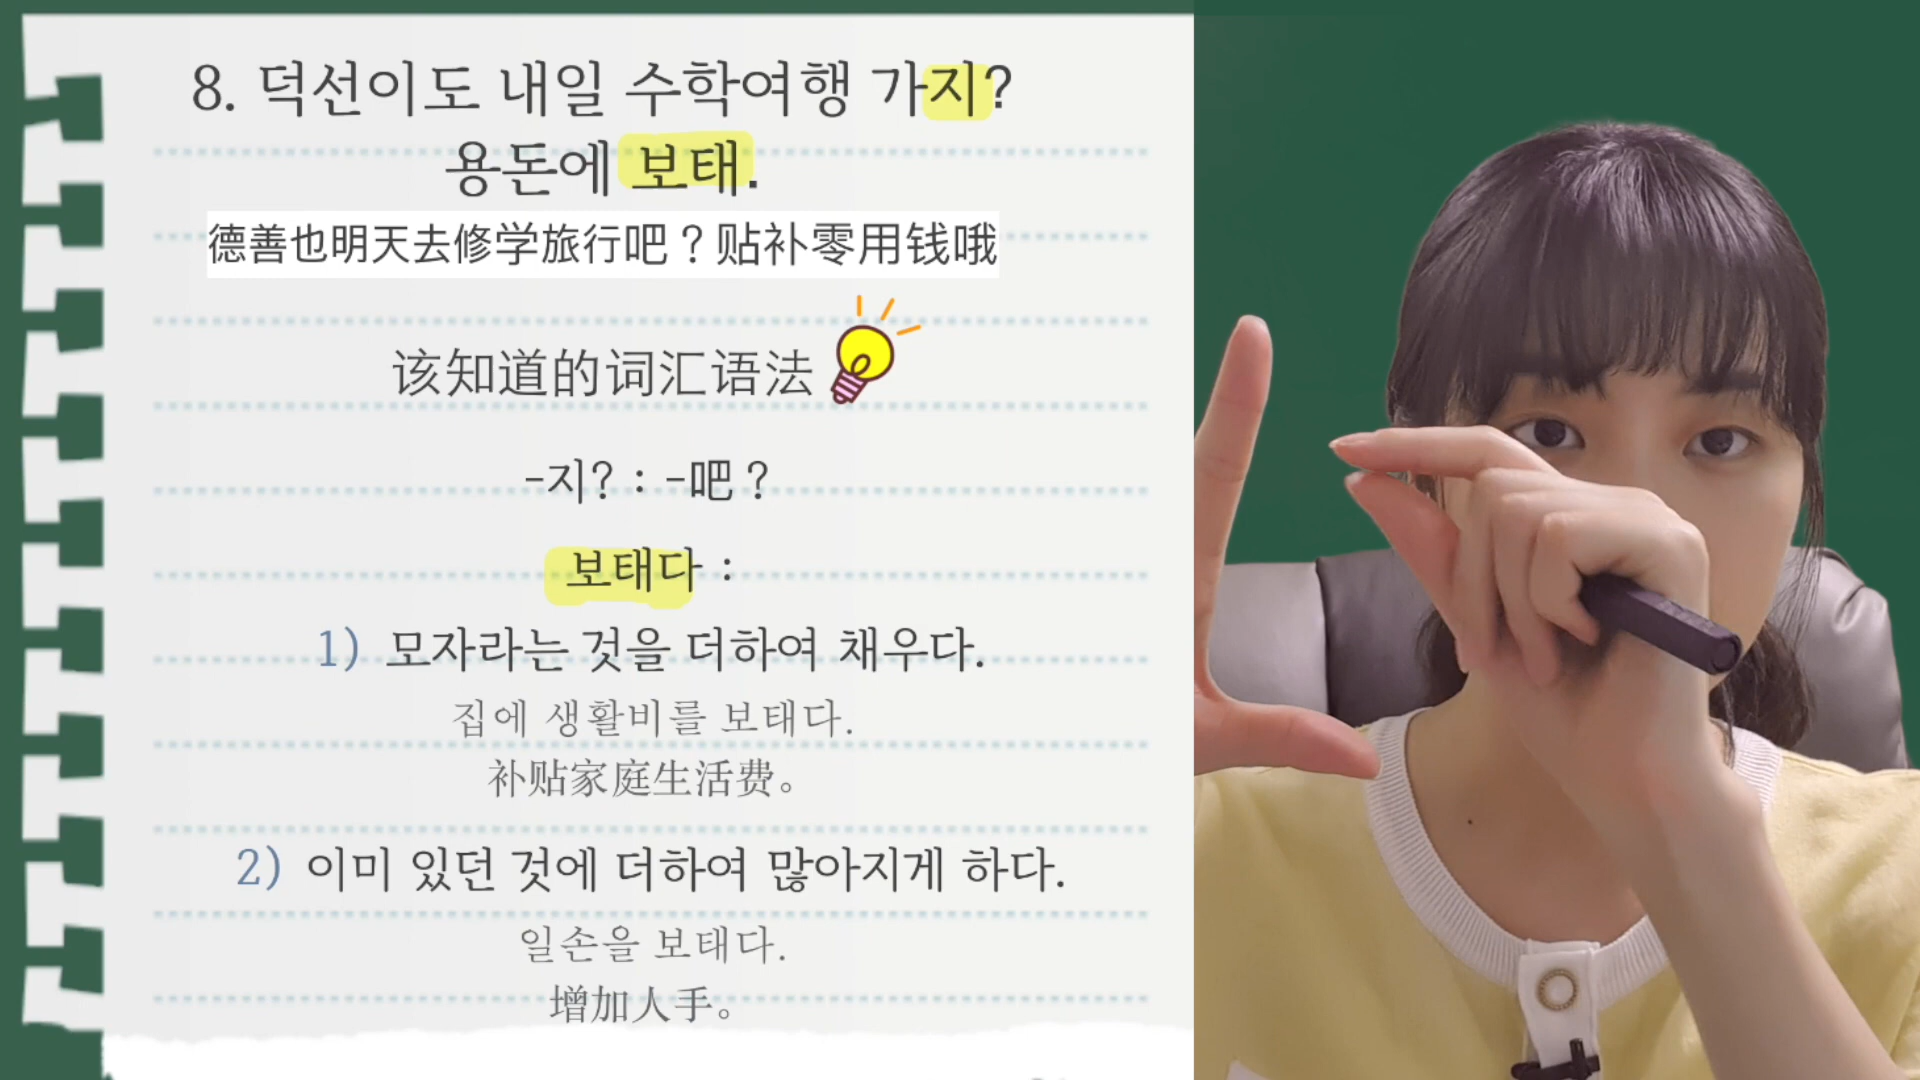 8. 덕선이도 내일 수학여행 가지?
용돈에 보태.
德善也明天去修学旅行吧？贴补零用钱哦
该知道的词汇语法
-지? : -吧？
보태다 :
1) 모자라는 것을 더하여 채우다.
집에 생활비를 보태다.
补贴家庭生活费。
2) 이미 있던 것에 더하여 많아지게 하다.
일손을 보태다.
增加人手。